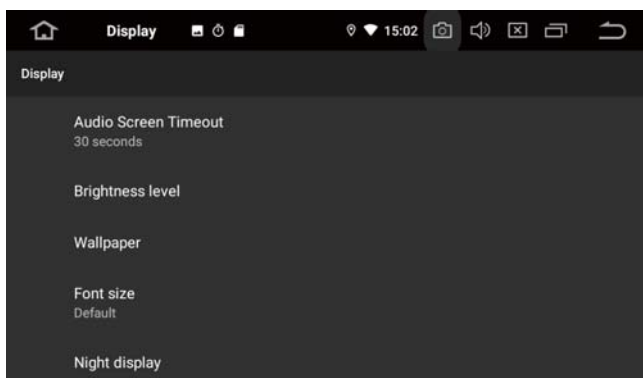 Display
15:02
Display
Audio Screen Timeout
30 seconds
Brightness level
Wallpaper
Font size
Default
Night display